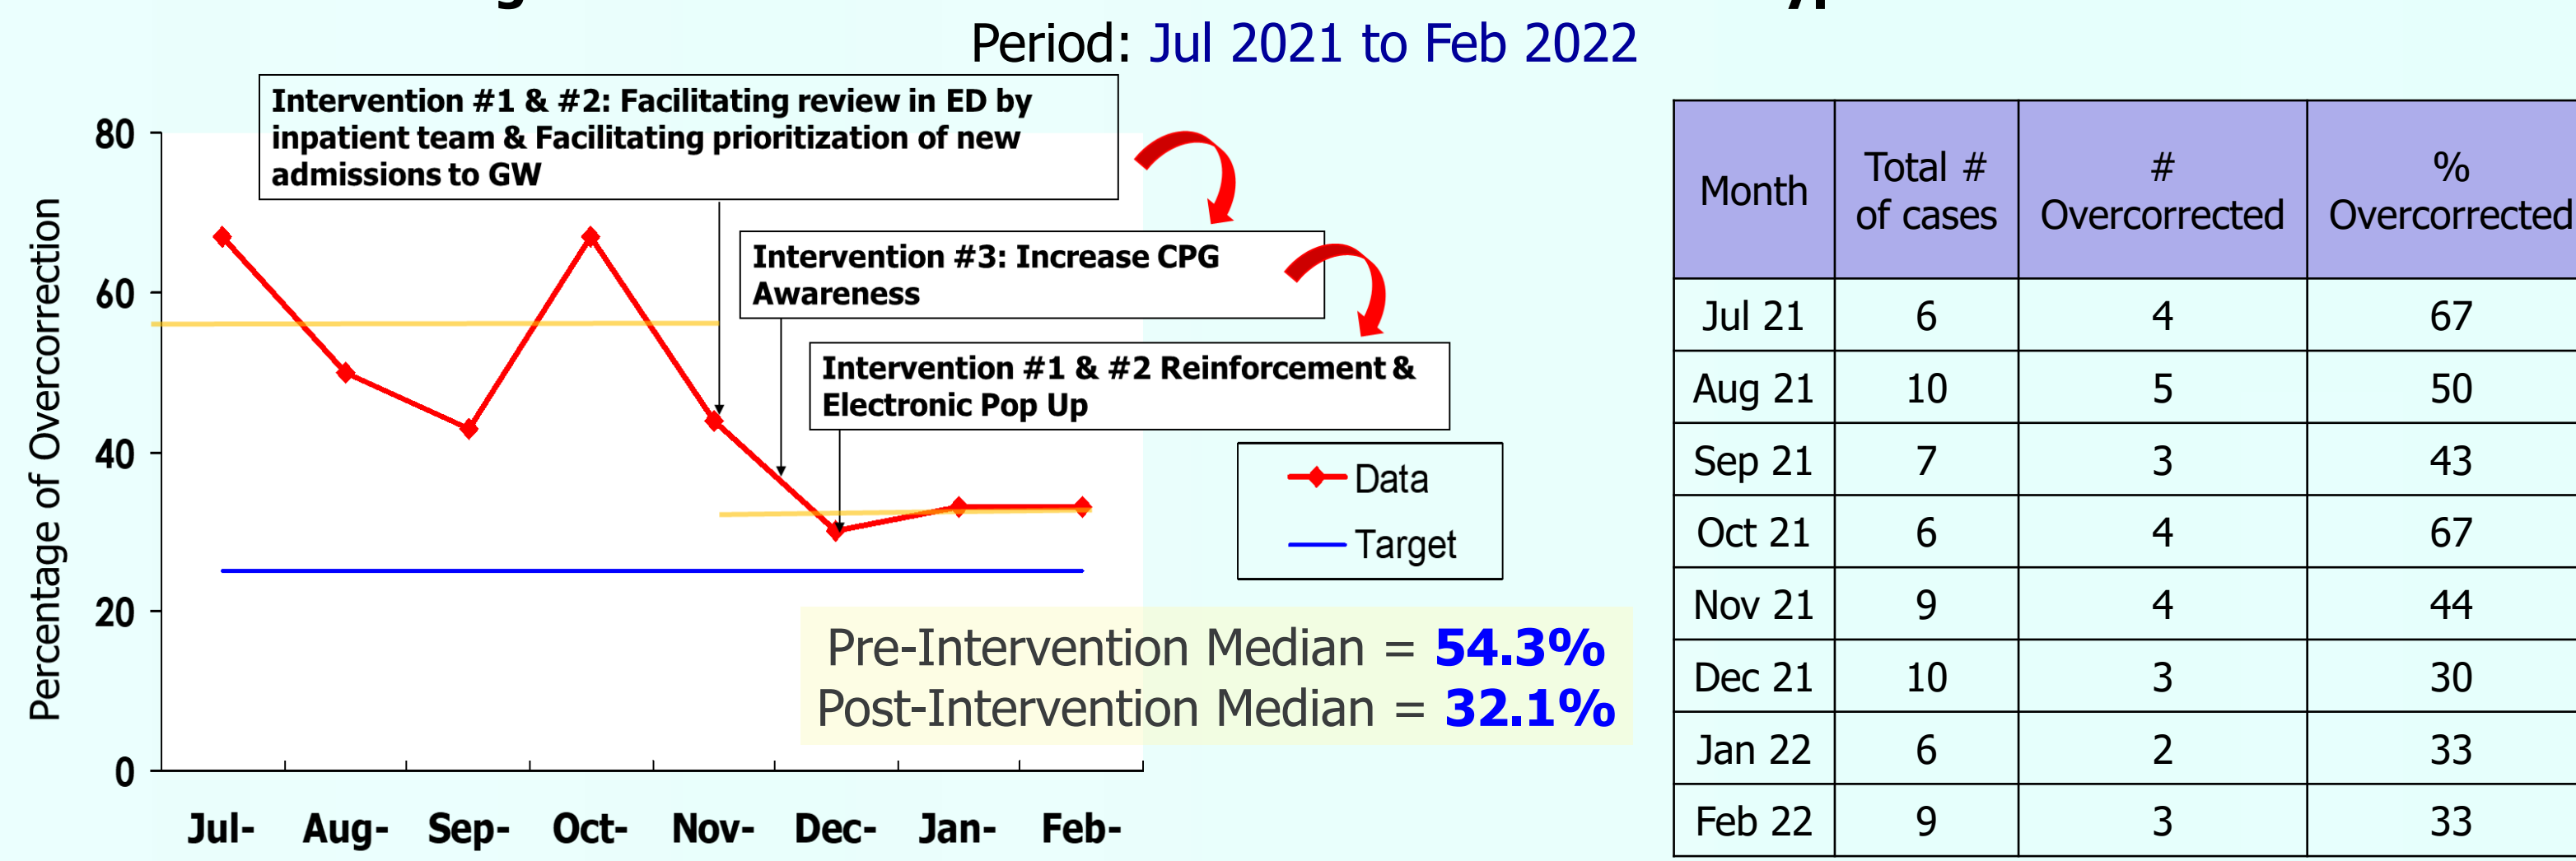 Period: Jul 2021 to Feb 2022
Intervention #1 & #2: Facilitating review in ED by
inpatient team & Facilitating prioritization of new
admissions to GW
Intervention #3: Increase CPG
Awareness
Intervention #1 & #2 Reinforcement &
Electronic Pop Up
Percentage of Overcorrection
80
60
40
20
0
Jul- Aug- Sep- Oct- Nov- Dec- Jan- Feb-
Data
Target
Pre-Intervention Median = 54.3%
Post-Intervention Median = 32.1%
Month Total # of cases # Overcorrected % Overcorrected
Jul 21 6 4 67
Aug 21 10 5 50
Sep 21 7 3 43
Oct 21 6 4 67
Nov 21 9 4 44
Dec 21 10 3 30
Jan 22 6 2 33
Feb 22 9 3 33